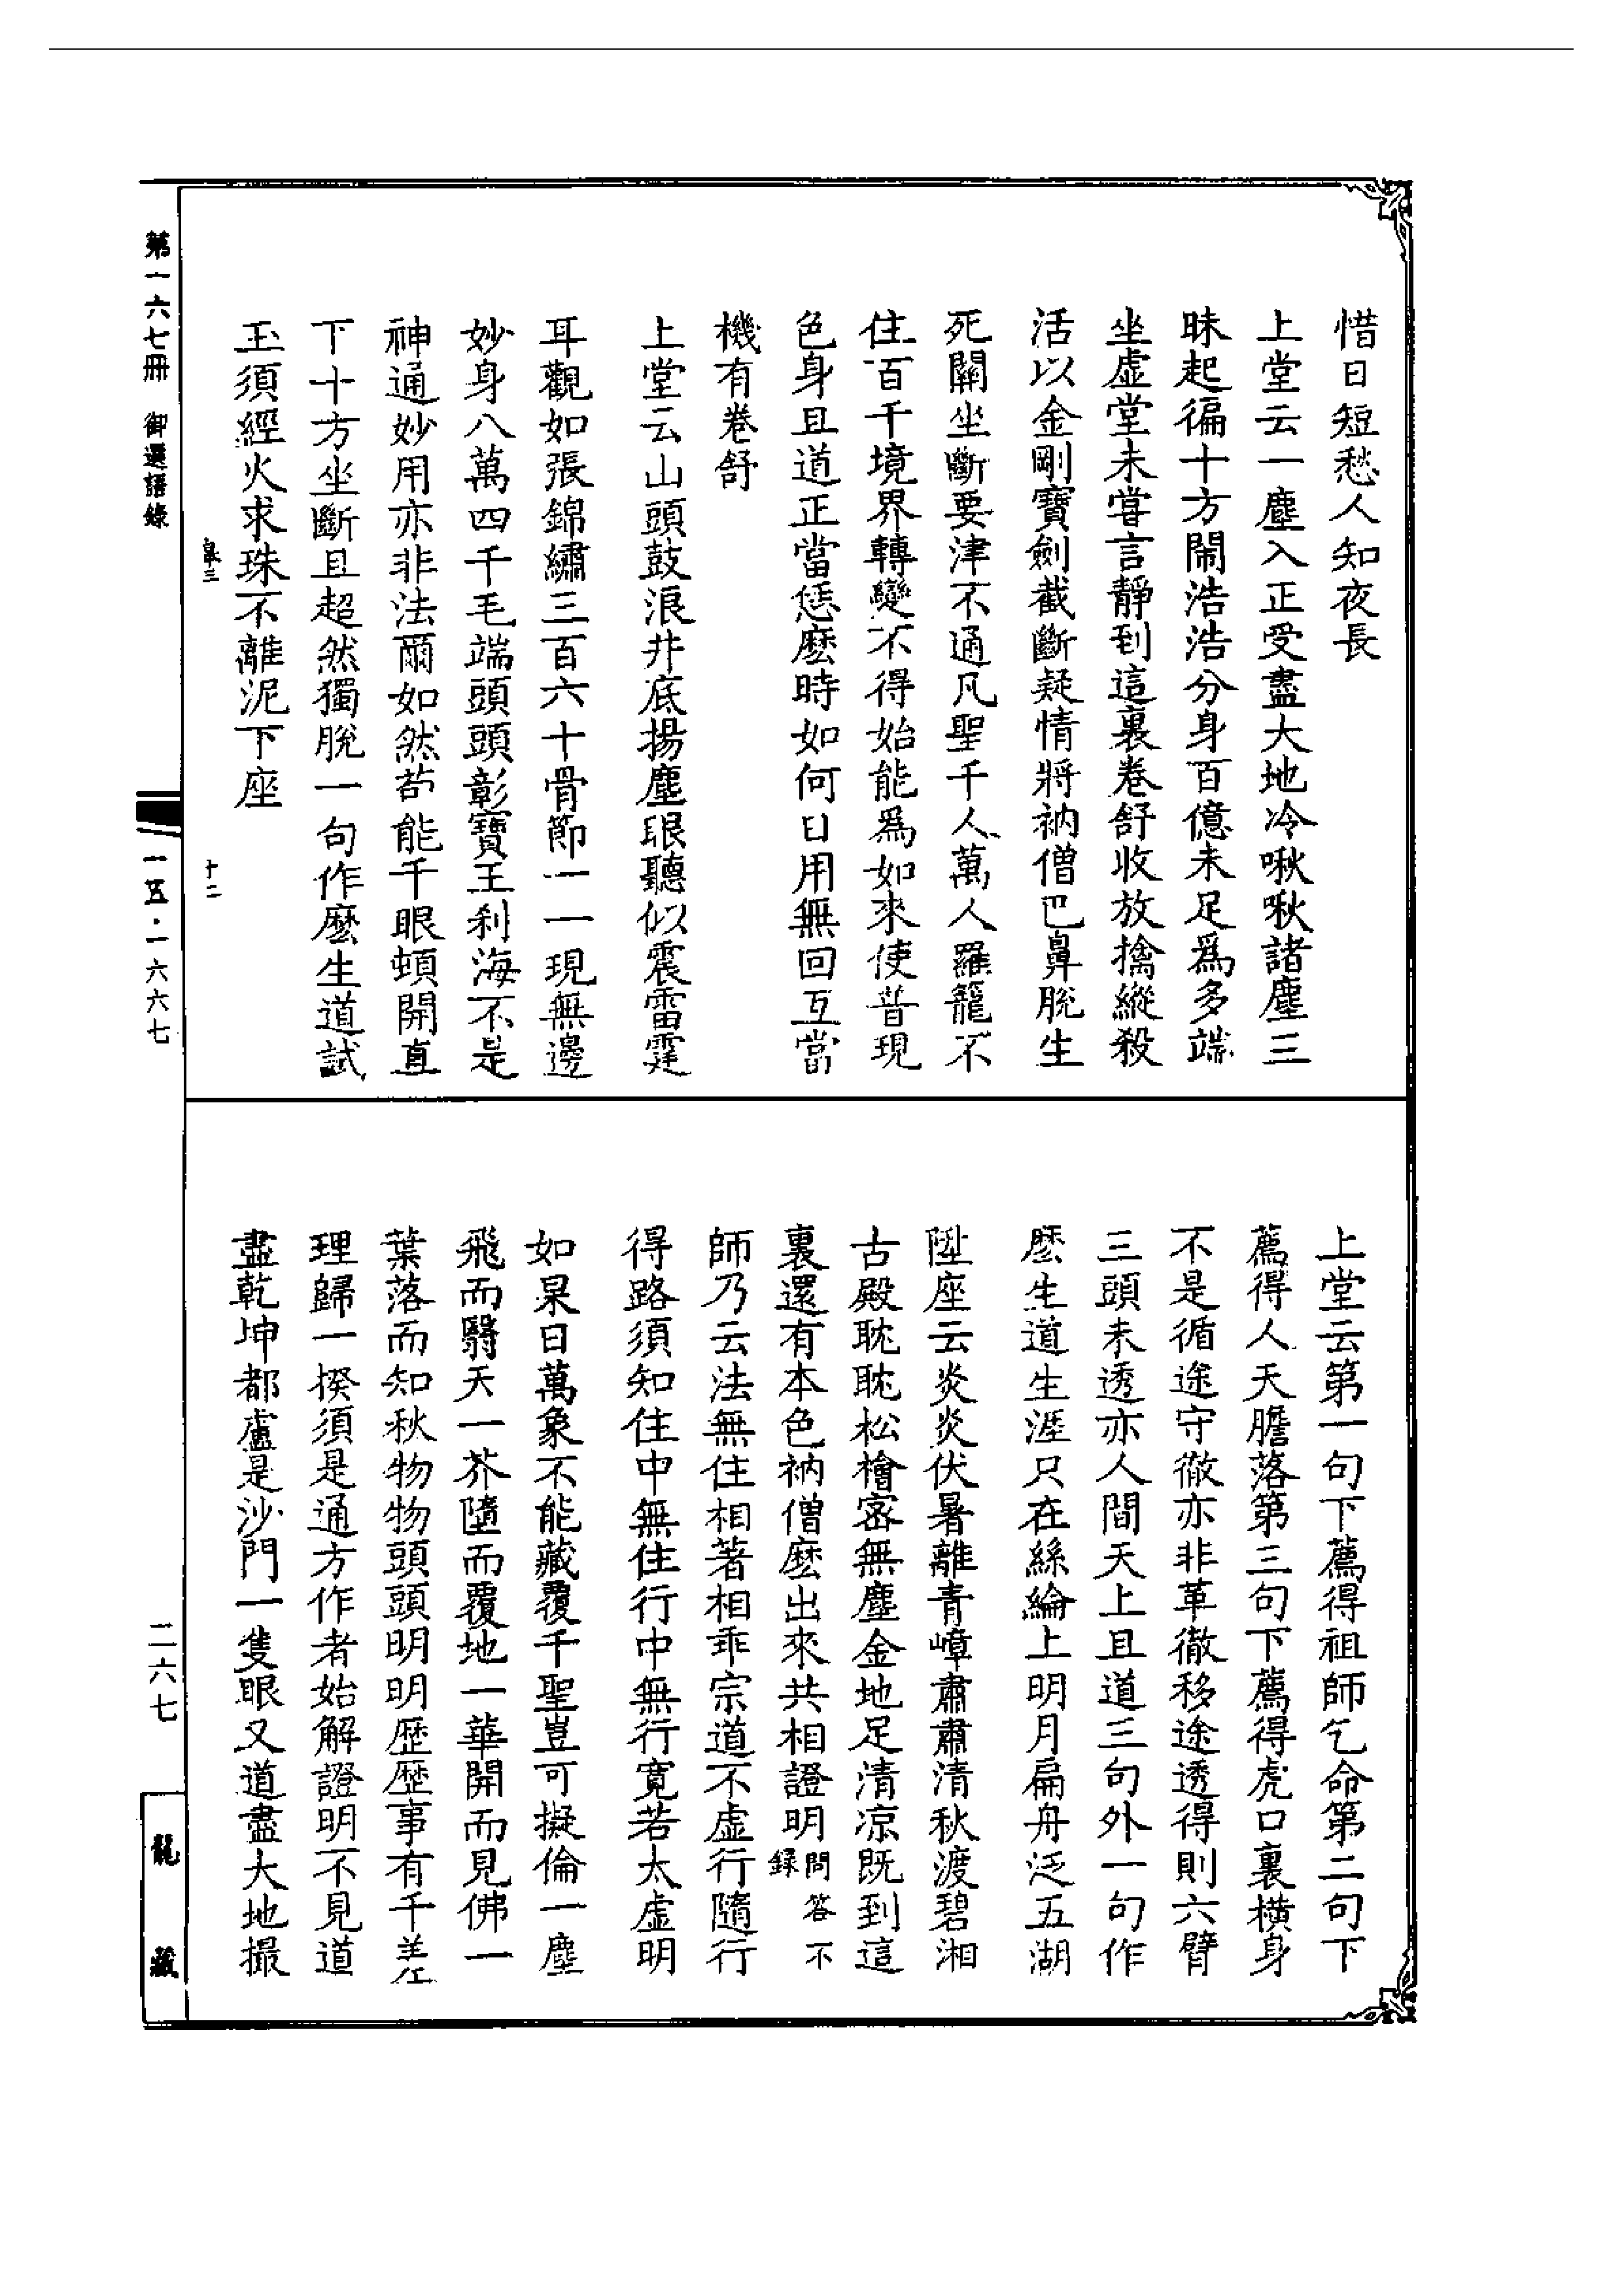 惜日短愁人知夜長
上堂云一塵入正受盡大地冷啾啾諸塵三
昧起徧十方鬧浩浩分身百億未足爲多端
坐虛堂未甞言靜到這裏卷舒收放擒縱殺
活以金剛寶劍截斷疑情將衲僧巴鼻脫生
死關坐斷要津不通凡聖千人萬人羅籠不
住百千境界轉變不得始能爲如來使普現
色身且道正當恁麽時如何日用無回互當
機有卷舒
上堂云山頭鼓浪井底揚塵眼聽似震雷霆
耳觀如張錦繡三百六十骨節一一現無邊
妙身八萬四千毛端頭頭彰寶王剎海不是
神通妙用亦非法爾如然茍能千眼頓開直
下十方坐斷且超然獨脫一句作麽生道試
玉須經火求珠不離泥下座
上堂云第一句下薦得祖師乞命第二句下
薦得人天膽落第三句下薦得虎口裏橫身
不是循途守徹亦非革徹移途透得則六臂
三頭未透亦人間天上且道三句外一句作
麽生道生涯只在絲綸上明月扁舟泛五湖
陞座云炎炎伏暑離青嶂肅肅清秋渡碧湘
古殿耽耽松檜密無塵金地足清凉既到這
裏還有本色衲僧麽出來共相證明問答不錄
師乃云法無住相著相乖宗道不虛行隨行
得路須知住中無住行中無行寬若太虛明
如杲日萬象不能藏覆千聖豈可擬倫一塵
飛而翳天一芥墮而覆地一華開而見佛一
葉落而知秋物物頭頭明明歷歷事有千差
理歸一揆須是通方作者始解證明不見道
盡乾坤都盧是沙門一隻眼又道盡大地撮
皐三
十二
第一六七冊 御選語錄
一五·一六六七
二六七
龍藏